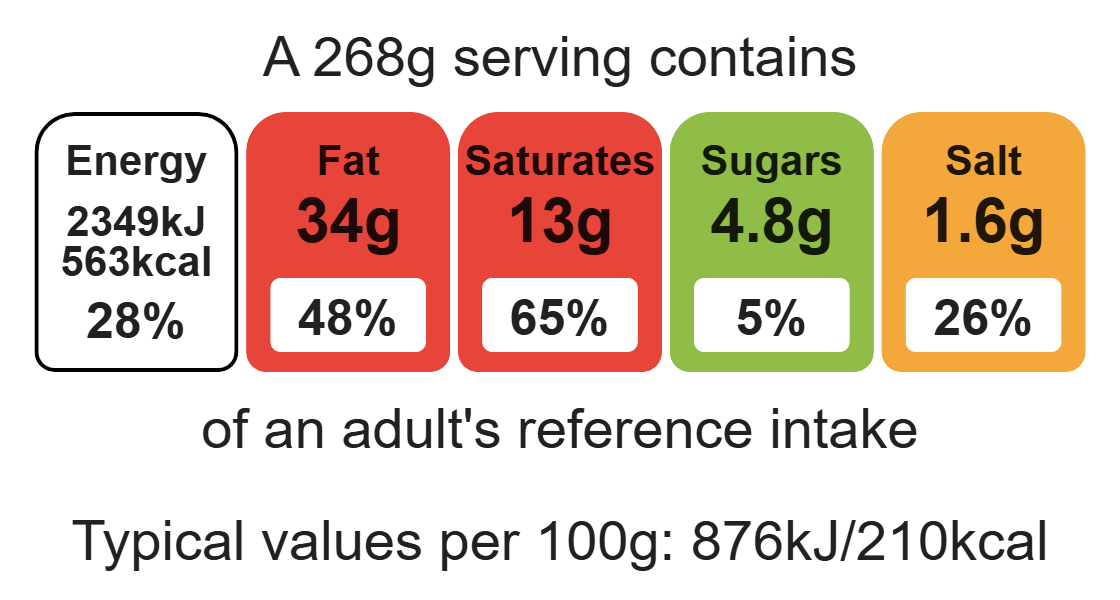 A 268g serving contains
Energy
2349kJ
563kcal
28%
Fat
34g
48%
Saturates
13g
65%
Sugars
4.8g
5%
Salt
1.6g
26%
of an adult's reference intake
Typical values per 100g: 876kJ/210kcal